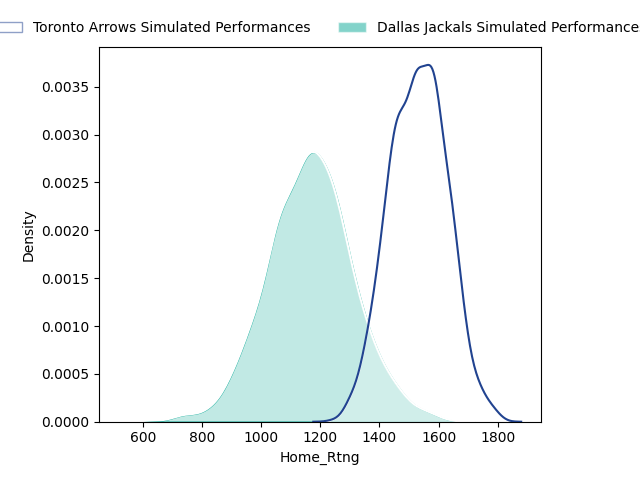 Toronto Arrows Simulated Performances
Dallas Jackals Simulated Performance
0.0035
0.0030
0.0025
0.0020
0.0015
0.0010
0.0005
0.0000
Density
600 800 1000 1200 1400 1600 1800
Home_Rtng